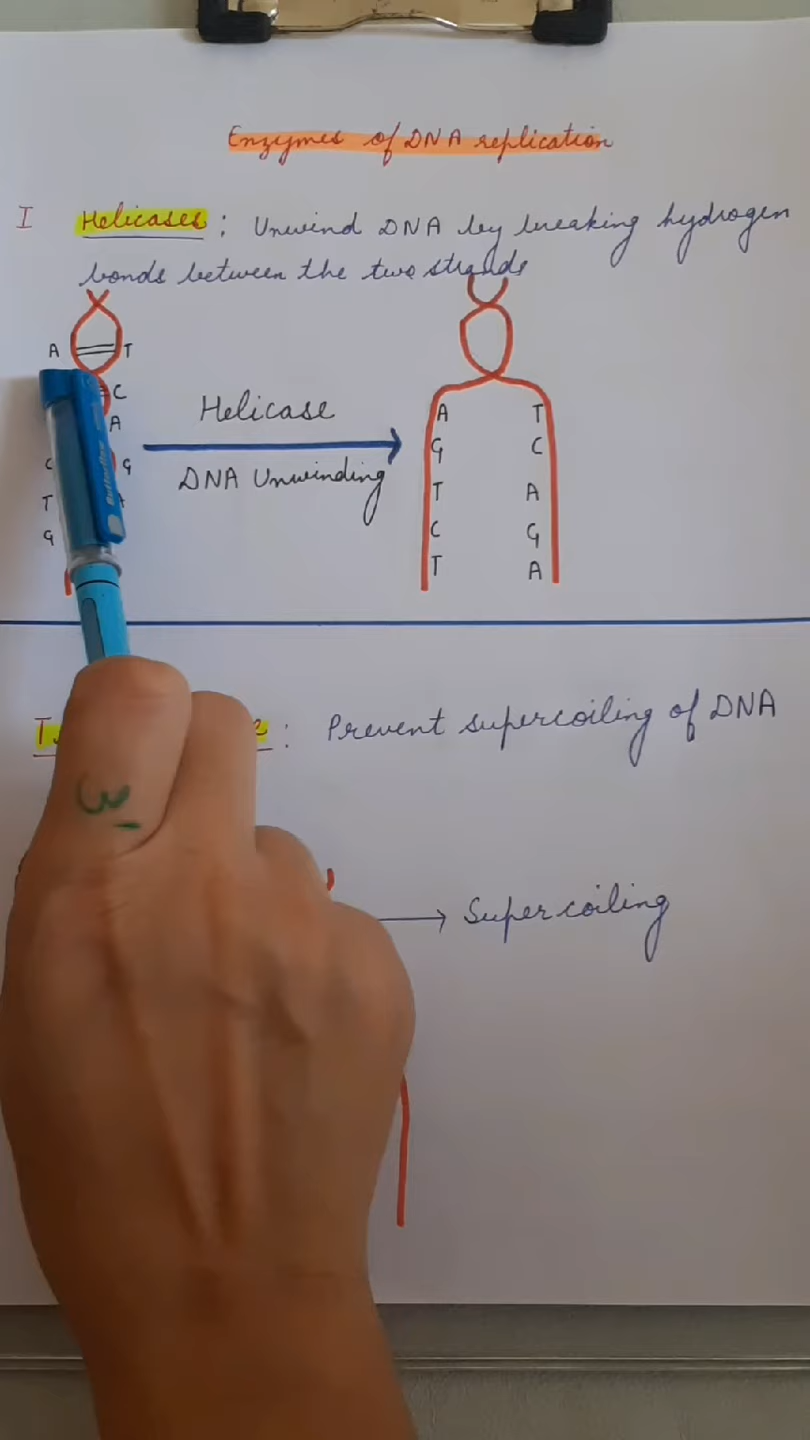 Enzymes of DNA replication
I Helicases : Unwind DNA by breaking hydrogen
bonds between the two strands
A T
C
A
C G
T A
G
Helicase
DNA Unwinding
A T
G C
T A
C G
T A
: Prevent supercoiling of DNA
Supercoiling